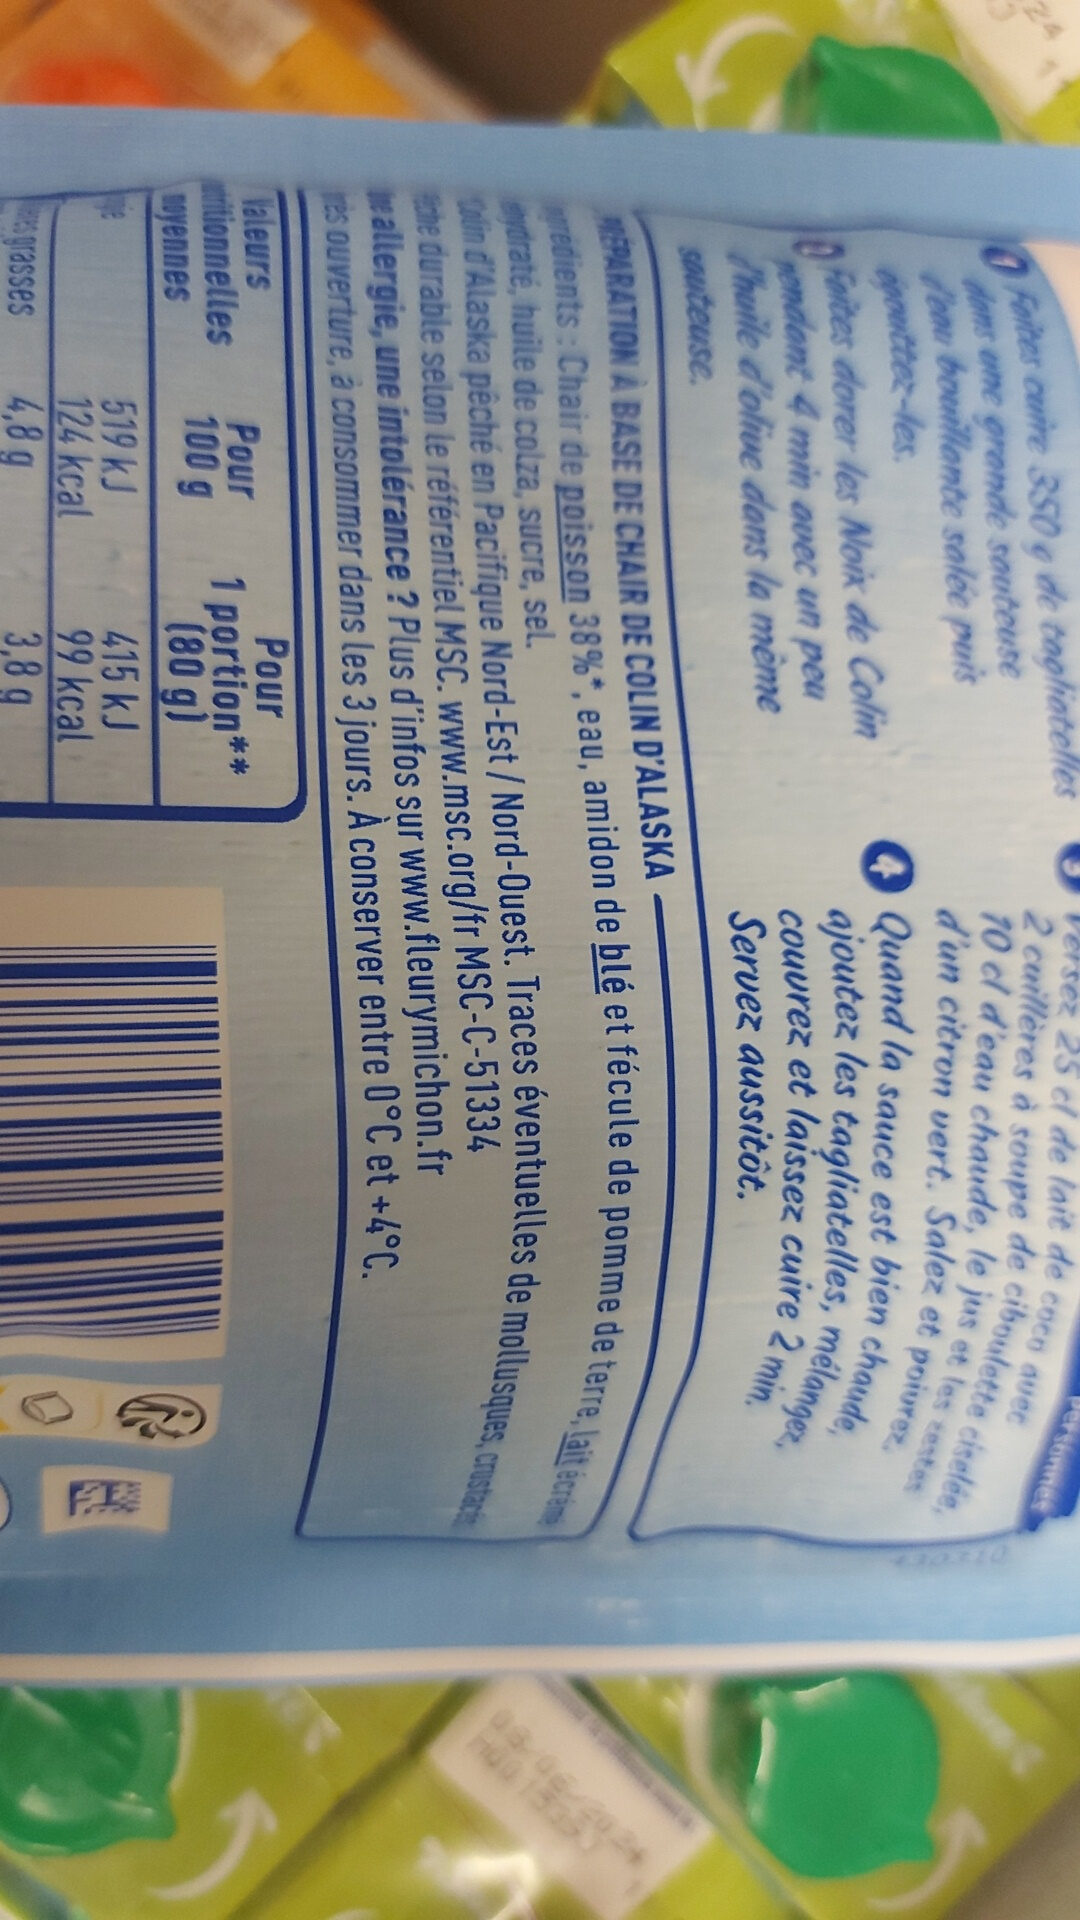 1 Faites cuire 350 g de tagliatelles
dans une grande sauteuse
d'eau bouillante salée puis
égouttez-les.
Faites dorer les Noix de Colin
pendant 4 min avec un peu
d'huile d'olive dans la même
sauteuse.
personnes
3 Versez 25 cl de lait de coco avec
2 cuillères à soupe de ciboulette ciselée,
10 cl d'eau chaude, le jus et les zestes
d'un citron vert. Salez et poivrez.
4 Quand la sauce est bien chaude,
ajoutez les tagliatelles, mélangez,
couvrez et laissez cuire 2 min.
Servez aussitôt.
PRÉPARATION À BASE DE CHAIR DE COLIN D'ALASKA
Ingrédients : Chair de poisson 38%*, eau, amidon de blé et fécule de pomme de terre, lait écrémé
réhydraté, huile de colza, sucre, sel.
Colin d'Alaska pêché en Pacifique Nord-Est / Nord-Ouest. Traces éventuelles de mollusques, crustacés
Pêche durable selon le référentiel MSC. www.msc.org/fr MSC-C-51334
Une allergie, une intolérance ? Plus d'infos sur www.fleurymichon.fr
Après ouverture, à consommer dans les 3 jours. À conserver entre 0°C et +4°C.
Valeurs
nutritionnelles
moyennes
Pour
100 g
Pour
1 portion**
(80 g)
519 kJ 415 kJ
124 kcal 99 kcal
grasses 4,8 g 3,8 g